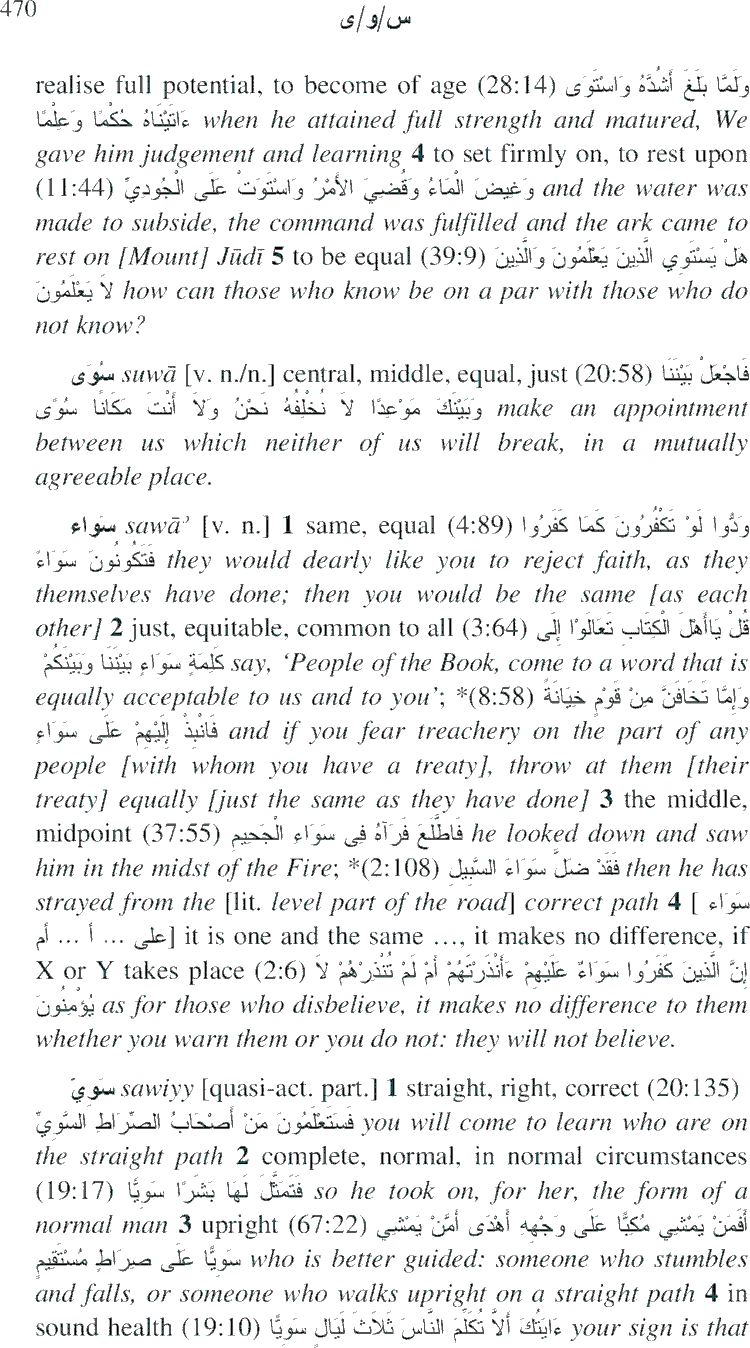 470
س/و/ى
realise full potential, to become of age (28:14) وَلَمَّا بَلَغَ أَشُدَّهُ وَاسْتَوَى
ءَاتَيْنَاهُ حُكْمًا وَعِلْمًا when he attained full strength and matured, We
gave him judgement and learning 4 to set firmly on, to rest upon
(11:44) وَغِيضَ الْمَاءُ وَقُضِيَ الأَمْرُ وَاسْتَوَتْ عَلَى الْجُودِيِّ and the water was
made to subside, the command was fulfilled and the ark came to
rest on [Mount] Jūdī 5 to be equal (39:9) هَلْ يَسْتَوِي الَّذِينَ يَعْلَمُونَ وَالَّذِينَ
لاَ يَعْلَمُونَ how can those who know be on a par with those who do
not know?
سُوَى suwā [v. n./n.] central, middle, equal, just (20:58) فَاجْعَلْ بَيْنَنَا
وَبَيْنَكَ مَوْعِدًا لاَ نُخْلِفُهُ نَحْنُ وَلاَ أَنْتَ مَكَانًا سُوًى make an appointment
between us which neither of us will break, in a mutually
agreeable place.
سَوَاء sawāʾ [v. n.] 1 same, equal (4:89) وَدُّوا لَوْ تَكْفُرُونَ كَمَا كَفَرُوا
فَتَكُونُونَ سَوَاءً they would dearly like you to reject faith, as they
themselves have done; then you would be the same [as each
other] 2 just, equitable, common to all (3:64) قُلْ يَاأَهْلَ الْكِتَابِ تَعَالَوْا إِلَى
كَلِمَةٍ سَوَاءٍ بَيْنَنَا وَبَيْنَكُمْ say, ‘People of the Book, come to a word that is
equally acceptable to us and to you’; *(8:58) وَإِمَّا تَخَافَنَّ مِنْ قَوْمٍ خِيَانَةً
فَانْبِذْ إِلَيْهِمْ عَلَى سَوَاءٍ and if you fear treachery on the part of any
people [with whom you have a treaty], throw at them [their
treaty] equally [just the same as they have done] 3 the middle,
midpoint (37:55) فَاطَّلَعَ فَرَآهُ فِى سَوَاءِ الْجَحِيمِ he looked down and saw
him in the midst of the Fire; *(2:108) فَقَدْ ضَلَّ سَوَاءَ السَّبِيلِ then he has
strayed from the [lit. level part of the road] correct path 4 [ سَوَاء
على ... أ ... أم] it is one and the same ..., it makes no difference, if
X or Y takes place (2:6) إِنَّ الَّذِينَ كَفَرُوا سَوَاءٌ عَلَيْهِمْ ءَأَنْذَرْتَهُمْ أَمْ لَمْ تُنْذِرْهُمْ لاَ
يُؤْمِنُونَ as for those who disbelieve, it makes no difference to them
whether you warn them or you do not: they will not believe.
سَوِيّ sawiyy [quasi-act. part.] 1 straight, right, correct (20:135)
فَسَتَعْلَمُونَ مَنْ أَصْحَابُ الصِّرَاطِ السَّوِيِّ you will come to learn who are on
the straight path 2 complete, normal, in normal circumstances
(19:17) فَتَمَثَّلَ لَهَا بَشَرًا سَوِيًّا so he took on, for her, the form of a
normal man 3 upright (67:22) أَفَمَنْ يَمْشِي مُكِبًّا عَلَى وَجْهِهِ أَهْدَى أَمَّنْ يَمْشِي
سَوِيًّا عَلَى صِرَاطٍ مُسْتَقِيمٍ who is better guided: someone who stumbles
and falls, or someone who walks upright on a straight path 4 in
sound health (19:10) ءَايَتُكَ أَلاَّ تُكَلِّمَ النَّاسَ ثَلاَثَ لَيَالٍ سَوِيًّا your sign is that